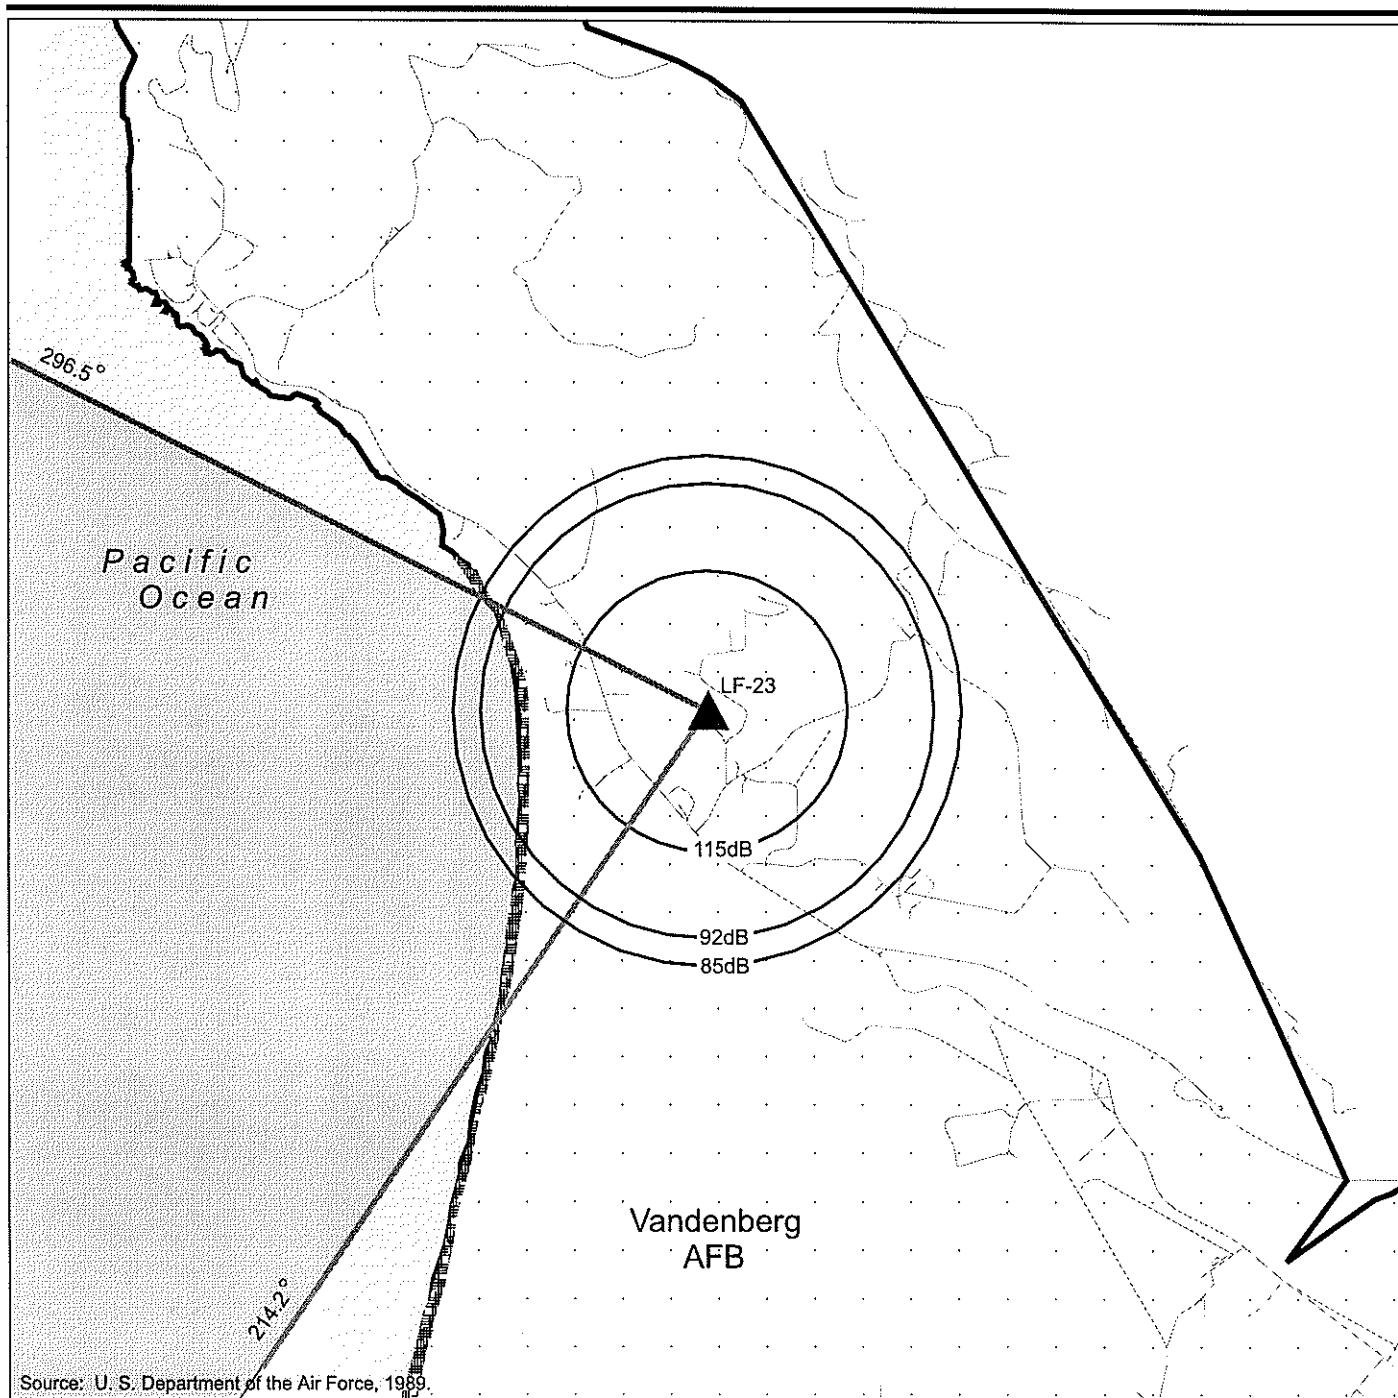 296.5°
Pacific
Ocean
LF-23
115dB
92dB
85dB
Vandenberg
AFB
214.2°
Source: U. S. Department of the Air Force, 1989.